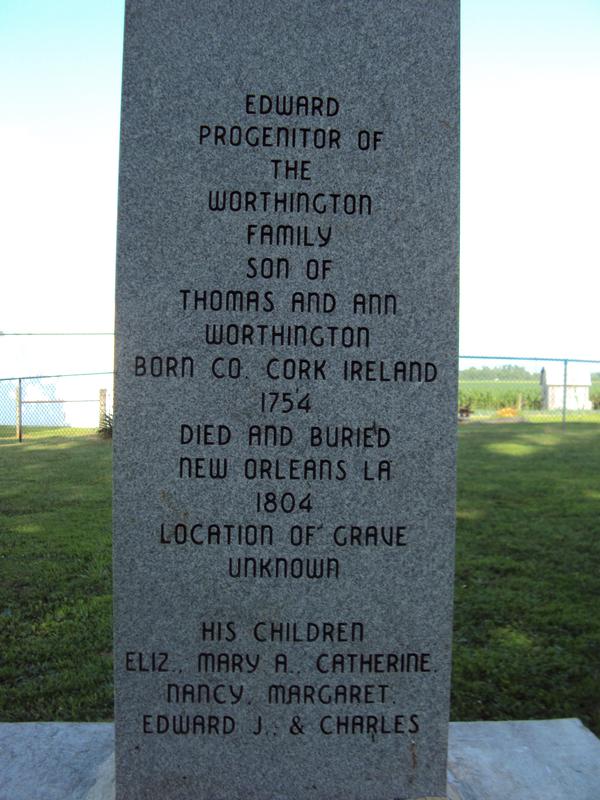 EDWARD
PROGENITOR OF
THE
WORTHINGTON
FAMILY
SON OF
THOMAS AND ANN
WORTHINGTON
BORN CO. CORK IRELAND
1754
DIED AND BURIED
NEW ORLEANS LA
1804
LOCATION OF GRAVE
UNKNOWN
HIS CHILDREN
ELIZ., MARY A., CATHERINE,
NANCY, MARGARET,
EDWARD J., & CHARLES